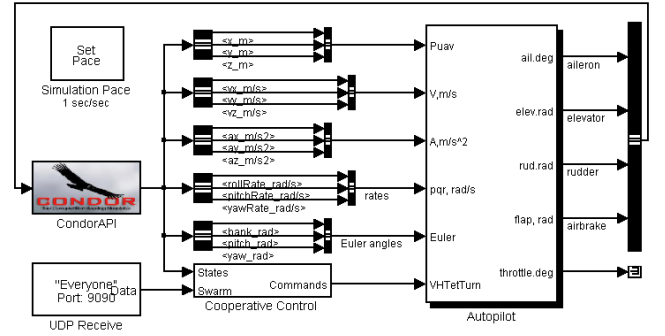 Set
Pace
Simulation Pace
1 sec/sec
CONDOR
CondorAPI
"Everyone"
Port: 9090
Data
UDP Receive
<x_m>
<y_m>
<z_m>
<vx_m/s>
<vy_m/s>
<vz_m/s>
<ax_m/s2>
<ay_m/s2>
<az_m/s2>
<rollRate_rad/s>
<pitchRate_rad/s>
<yawRate_rad/s>
rates
<bank_rad>
<pitch_rad>
<yaw_rad>
Euler angles
States
Swarm
Commands
Cooperative Control
Puav
V,m/s
A,m/s^2
pqr, rad/s
Euler
VHTetTurn
ail.deg
elev.rad
rud.rad
flap, rad
throttle.deg
Autopilot
aileron
elevator
rudder
airbrake